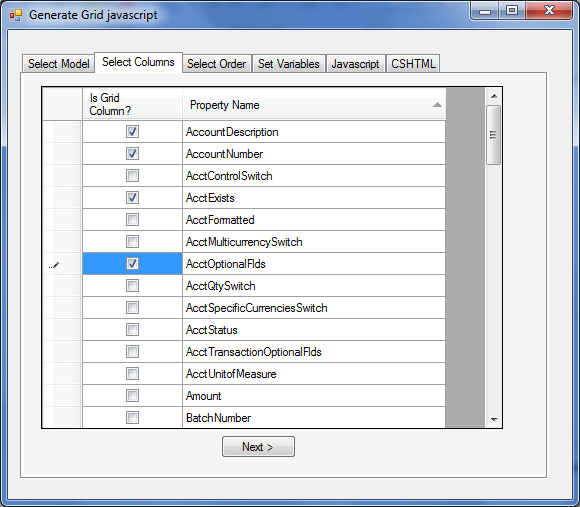 Generate Grid javascript
Select Model Select Columns Select Order Set Variables Javascript CSHTML
Is Grid
Column?
Property Name
AccountDescription
AccountNumber
AcctControlSwitch
AcctExists
AcctFormatted
AcctMulticurrencySwitch
AcctOptionalFlds
AcctQtySwitch
AcctSpecificCurrenciesSwitch
AcctStatus
AcctTransactionOptionalFlds
AcctUnitofMeasure
Amount
BatchNumber
Next >